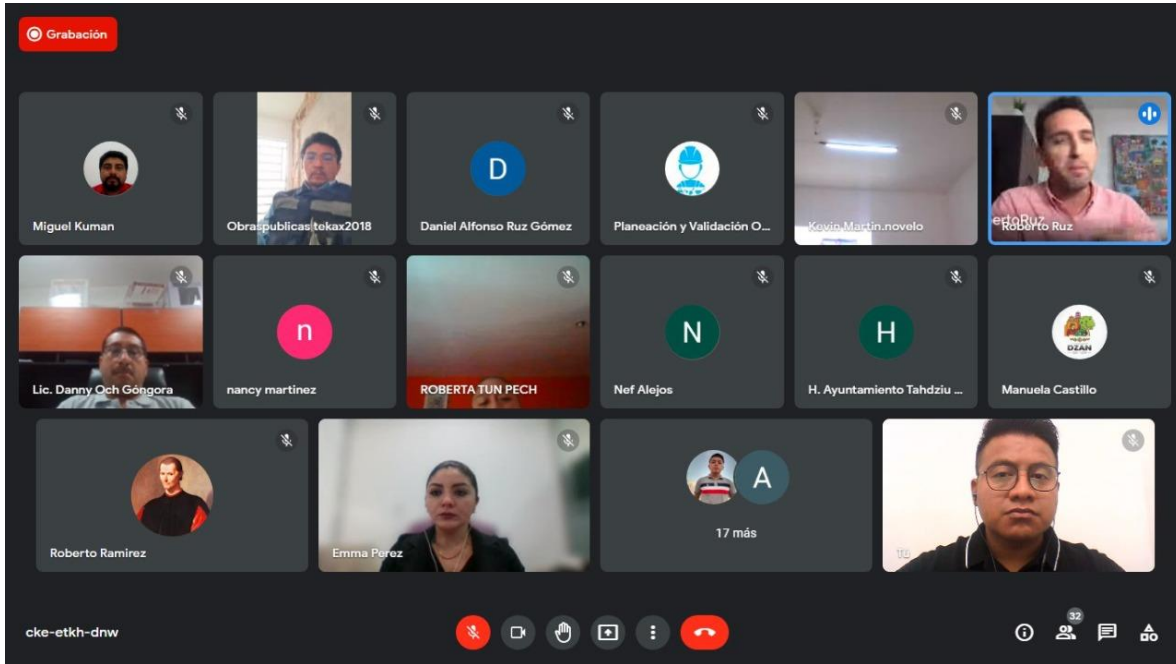 Grabación
Miguel Kuman
Obraspublicas tekax2018
D
Daniel Alfonso Ruz Gómez
Planeación y Validación O...
Kevin Martin.novelo
ertoRuz
Roberto Ruz
Lic. Danny Och Góngora
n
nancy martinez
ROBERTA TUN PECH
N
Nef Alejos
H
H. Ayuntamiento Tahdziu ...
DZÁN
Manuela Castillo
Roberto Ramirez
Emma Perez
A
17 más
Tú
cke-etkh-dnw
32